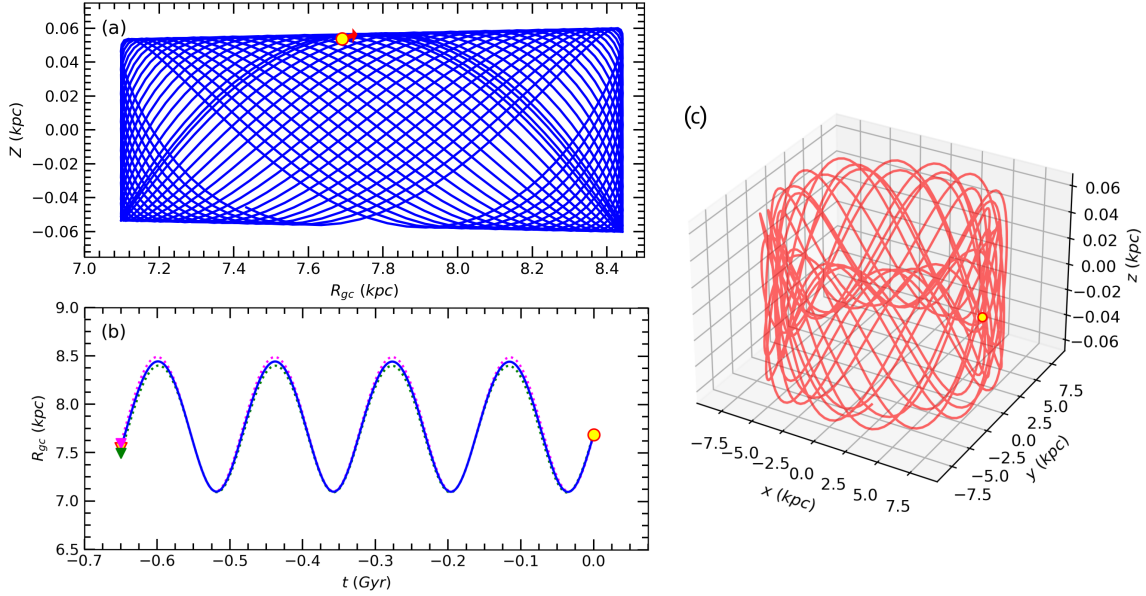 (a)
0.06
0.04
0.02
0.00
−0.02
−0.04
−0.06
Z (kpc)
7.0 7.2 7.4 7.6 7.8 8.0 8.2 8.4
R_gc (kpc)
(b)
9.0
8.5
8.0
7.5
7.0
6.5
R_gc (kpc)
−0.7 −0.6 −0.5 −0.4 −0.3 −0.2 −0.1 0.0
t (Gyr)
(c)
0.06
0.04
0.02
0.00
−0.02
−0.04
−0.06
z (kpc)
−7.5 −5.0 −2.5 0.0 2.5 5.0 7.5
x (kpc)
7.5
5.0
2.5
0.0
−2.5
−5.0
−7.5
y (kpc)